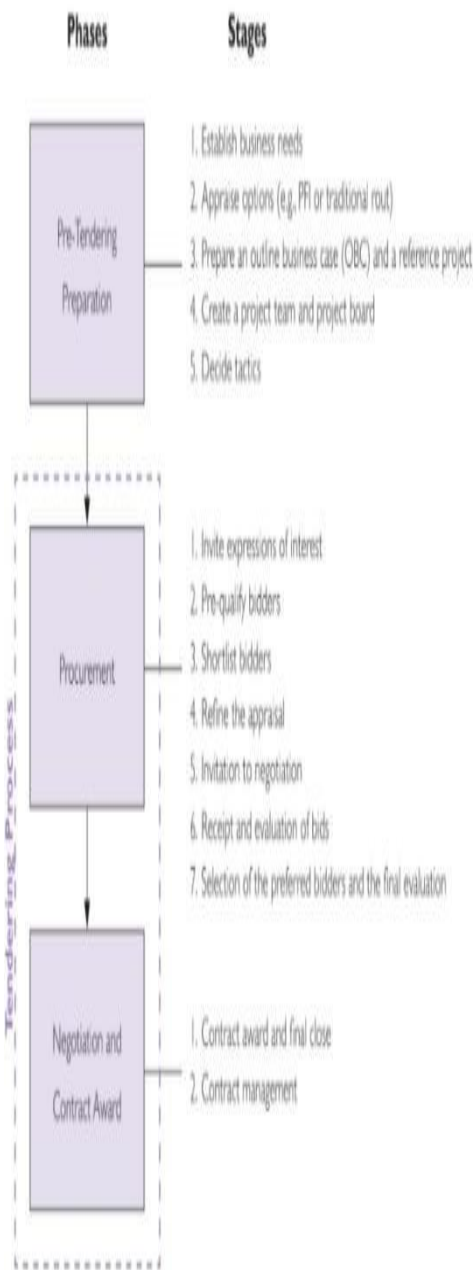 Phases
Stages
Pre-Tendering
Preparation
1. Establish business needs
2. Appraise options (e.g., PFI or traditional rout)
3. Prepare an outline business case (OBC) and a reference project
4. Create a project team and project board
5. Decide tactics
Tendering Process
Procurement
1. Invite expressions of interest
2. Pre-qualify bidders
3. Shortlist bidders
4. Refine the appraisal
5. Invitation to negotiation
6. Receipt and evaluation of bids
7. Selection of the preferred bidders and the final evaluation
Negotiation and
Contract Award
1. Contract award and final close
2. Contract management